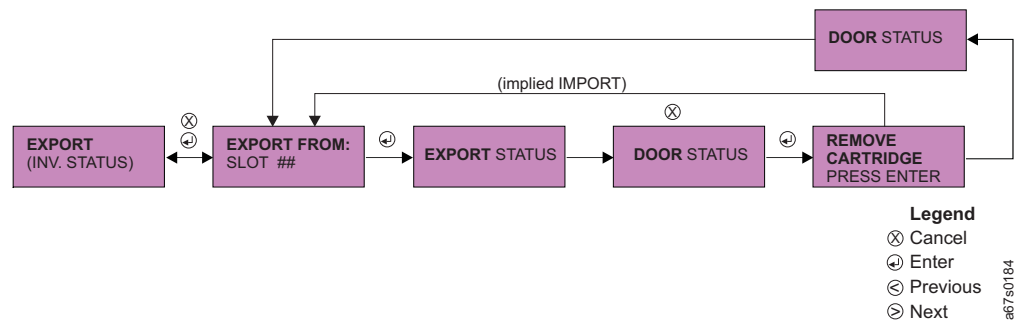 DOOR STATUS
(implied IMPORT)
EXPORT
(INV. STATUS)
EXPORT FROM:
SLOT ##
EXPORT STATUS
DOOR STATUS
REMOVE
CARTRIDGE
PRESS ENTER
Legend
Cancel
Enter
Previous
Next
a67s0184